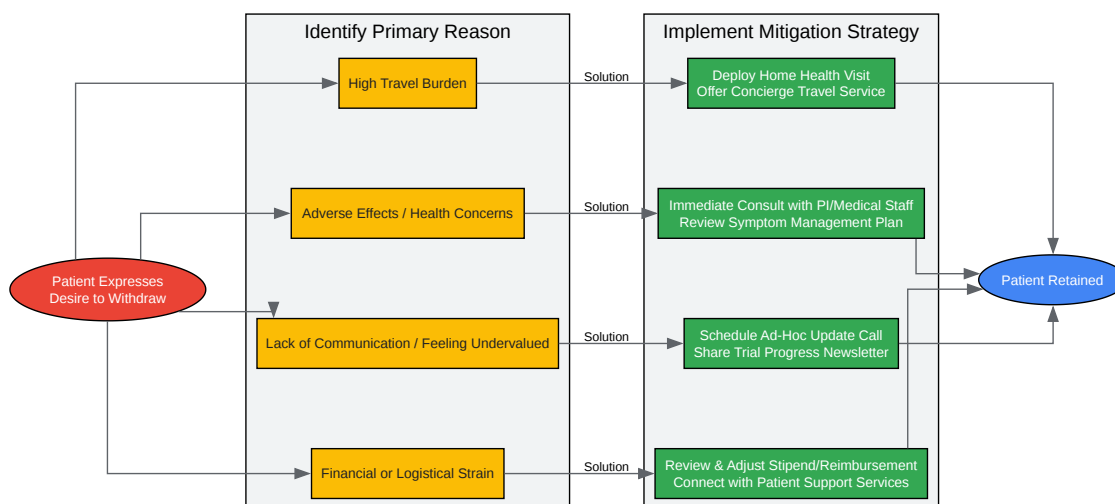 Identify Primary Reason
Implement Mitigation Strategy
High Travel Burden
Solution
Deploy Home Health Visit
Offer Concierge Travel Service
Adverse Effects / Health Concerns
Solution
Immediate Consult with PI/Medical Staff
Review Symptom Management Plan
Patient Expresses
Desire to Withdraw
Patient Retained
Lack of Communication / Feeling Undervalued
Solution
Schedule Ad-Hoc Update Call
Share Trial Progress Newsletter
Financial or Logistical Strain
Solution
Review & Adjust Stipend/Reimbursement
Connect with Patient Support Services